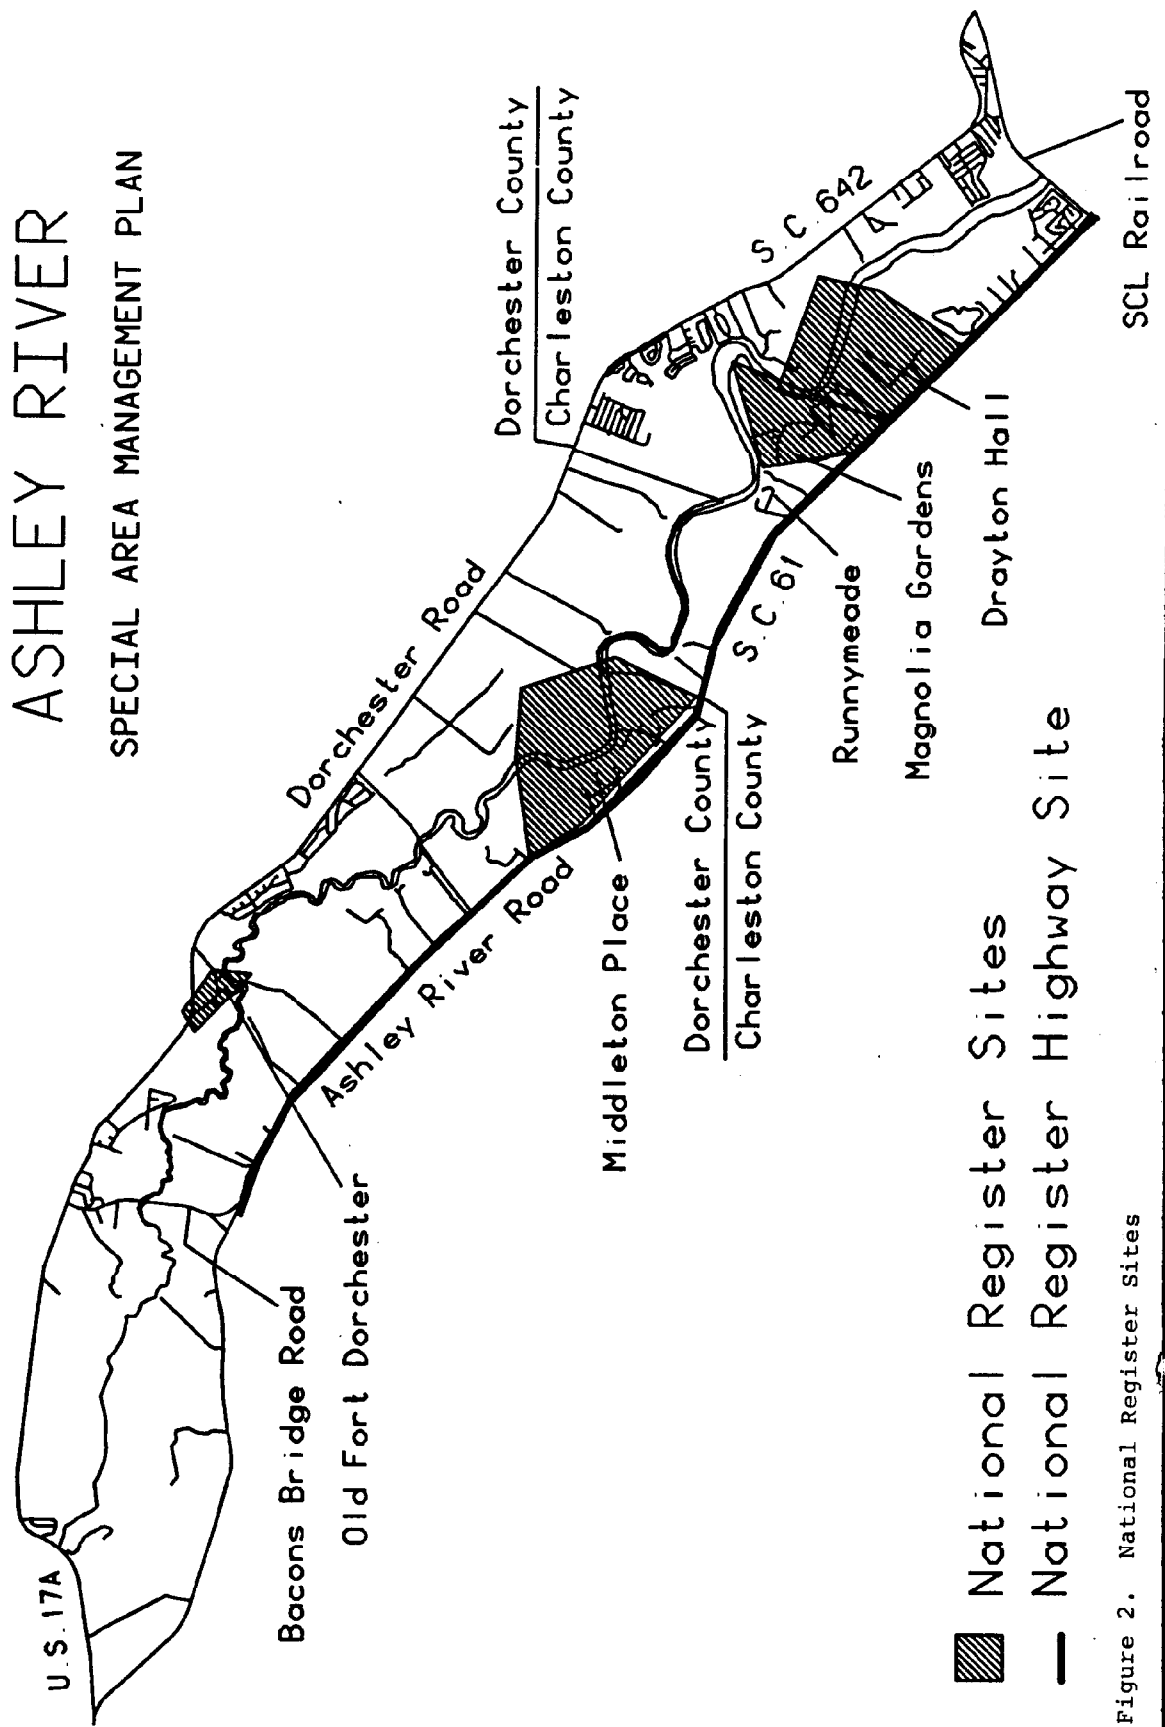 ASHLEY RIVER
SPECIAL AREA MANAGEMENT PLAN
U.S. 17A
Bacons Bridge Road
Old Fort Dorchester
Dorchester Road
Ashley River Road
Middleton Place
Dorchester County
Charleston County
Dorchester County
Charleston County
S.C. 61
S.C. 642
Runnymeade
Magnolia Gardens
Drayton Hall
SCL Railroad
National Register Sites
National Register Highway Site
Figure 2. National Register Sites